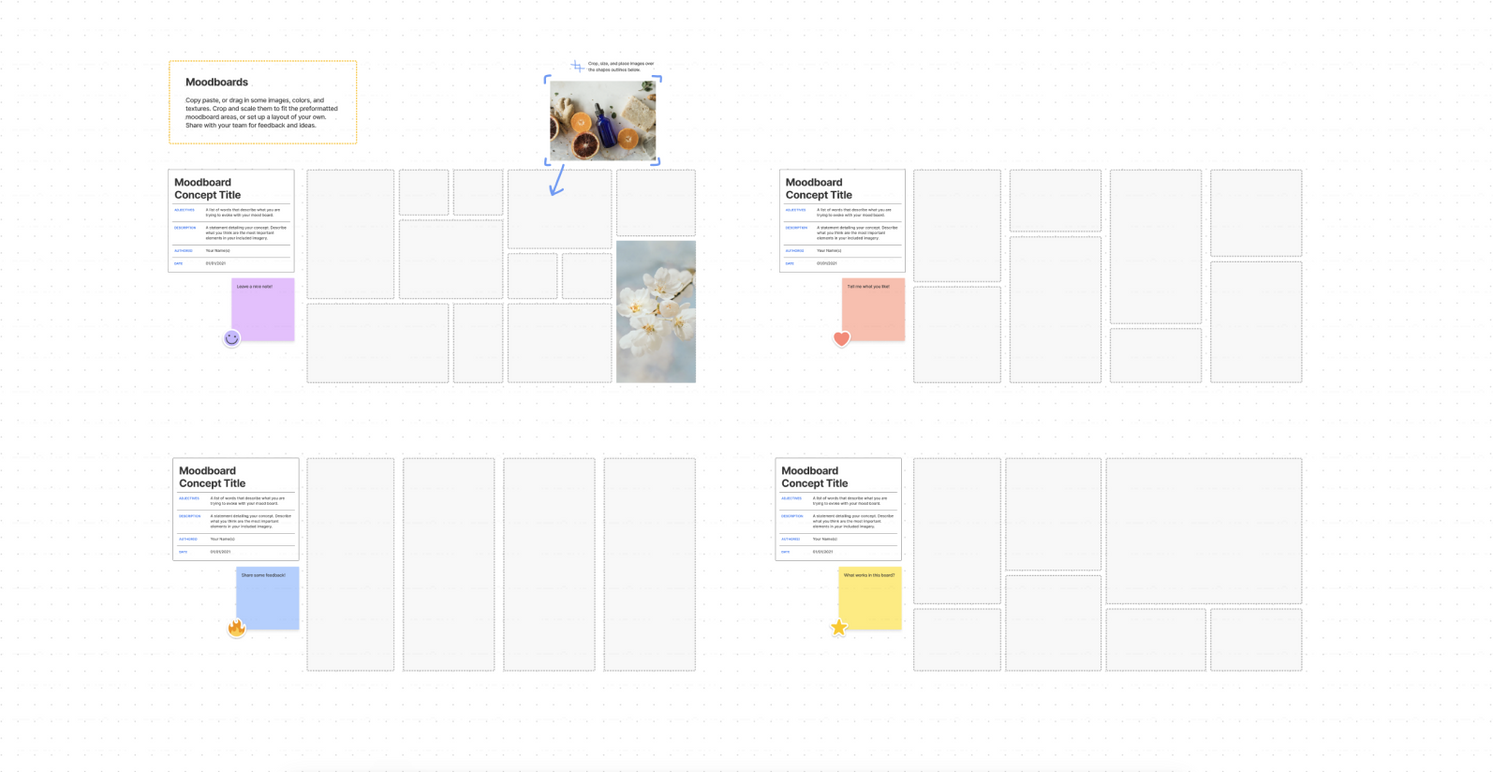 Crop, size, and place images over
the shapes outlines below.
Moodboards
Copy paste, or drag in some images, colors, and
textures. Crop and scale them to fit the preformatted
moodboard areas, or set up a layout of your own.
Share with your team for feedback and ideas.
Moodboard
Concept Title
ADJECTIVES A list of words that describe what you are
trying to evoke with your mood board.
DESCRIPTION A statement detailing your concept. Describe
what you think are the most important
elements in your included imagery.
AUTHORED Your Name(s)
DATE 01/01/2021
Leave a nice note!
Moodboard
Concept Title
ADJECTIVES A list of words that describe what you are
trying to evoke with your mood board.
DESCRIPTION A statement detailing your concept. Describe
what you think are the most important
elements in your included imagery.
AUTHORED Your Name(s)
DATE 01/01/2021
Tell me what you like!
Moodboard
Concept Title
ADJECTIVES A list of words that describe what you are
trying to evoke with your mood board.
DESCRIPTION A statement detailing your concept. Describe
what you think are the most important
elements in your included imagery.
AUTHORED Your Name(s)
DATE 01/01/2021
Share some feedback!
Moodboard
Concept Title
ADJECTIVES A list of words that describe what you are
trying to evoke with your mood board.
DESCRIPTION A statement detailing your concept. Describe
what you think are the most important
elements in your included imagery.
AUTHORED Your Name(s)
DATE 01/01/2021
What works in this board?